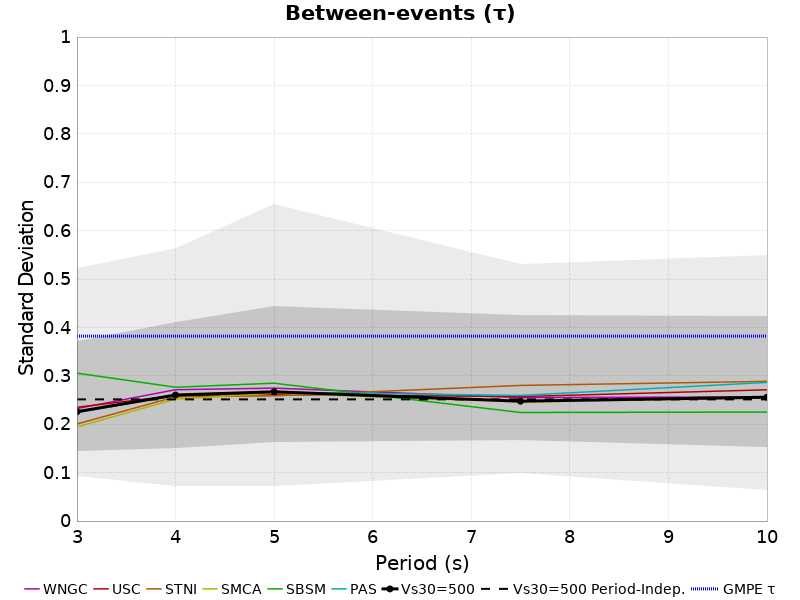 Between-events (τ)
Standard Deviation
1
0.9
0.8
0.7
0.6
0.5
0.4
0.3
0.2
0.1
0
3 4 5 6 7 8 9 10
Period (s)
WNGC USC STNI SMCA SBSM PAS Vs30=500 Vs30=500 Period-Indep. GMPE τ